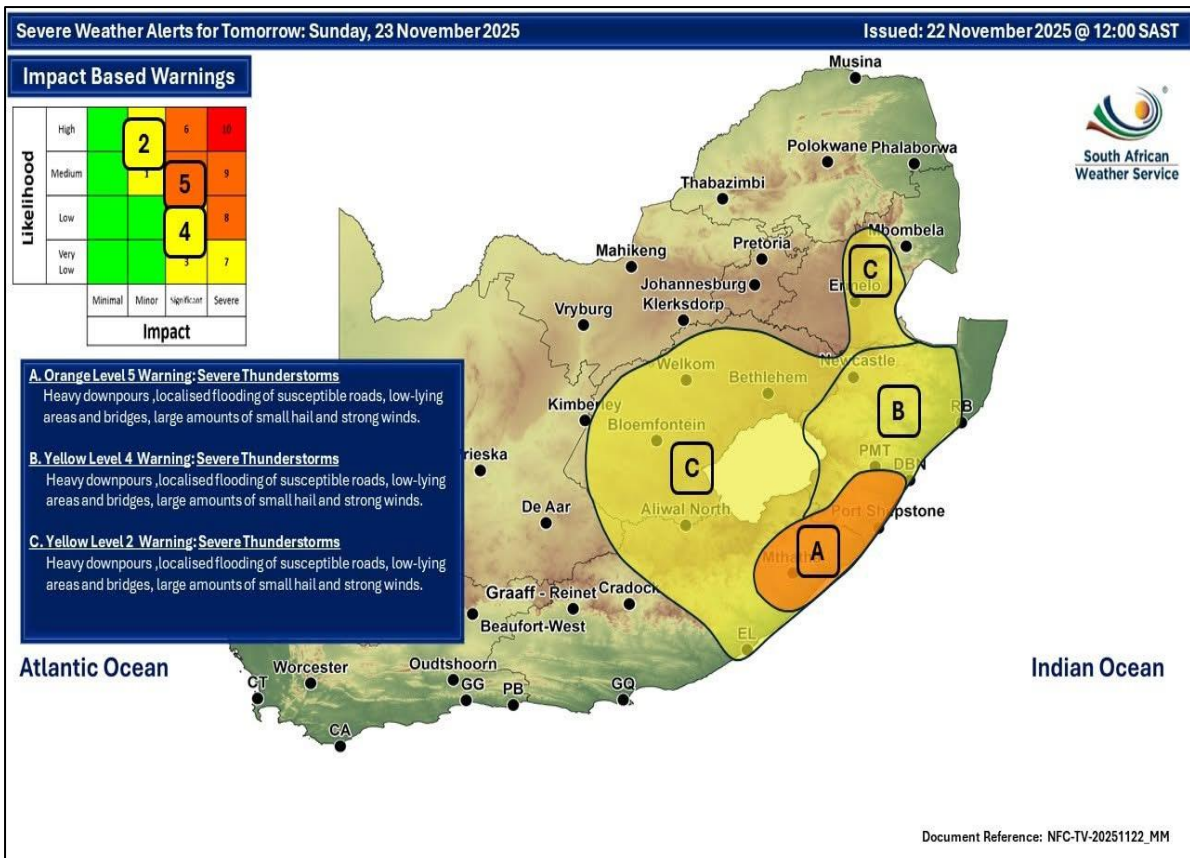 Severe Weather Alerts for Tomorrow: Sunday, 23 November 2025
Issued: 22 November 2025 @ 12:00 SAST
Impact Based Warnings
Likelihood
High
2
6
10
Medium
1
5
9
Low
4
8
Very Low
3
7
Minimal
Minor
Significant
Severe
Impact
A. Orange Level 5 Warning: Severe Thunderstorms
Heavy downpours ,localised flooding of susceptible roads, low-lying
areas and bridges, large amounts of small hail and strong winds.
B. Yellow Level 4 Warning: Severe Thunderstorms
Heavy downpours ,localised flooding of susceptible roads, low-lying
areas and bridges, large amounts of small hail and strong winds.
C. Yellow Level 2 Warning: Severe Thunderstorms
Heavy downpours ,localised flooding of susceptible roads, low-lying
areas and bridges, large amounts of small hail and strong winds.
South African
Weather Service
®
Musina
Polokwane
Phalaborwa
Thabazimbi
Mbombela
Pretoria
Mahikeng
Johannesburg
C
Klerksdorp
Vryburg
Newcastle
Welkom
Bethlehem
Kimberley
B
RB
Bloemfontein
PMT
C
DBN
rieska
Aliwal North
De Aar
A
Graaff - Reinet
Cradock
Beaufort-West
EL
Atlantic Ocean
Indian Ocean
Worcester
Oudtshoorn
CT
GG
PB
GQ
CA
Document Reference: NFC-TV-20251122_MM